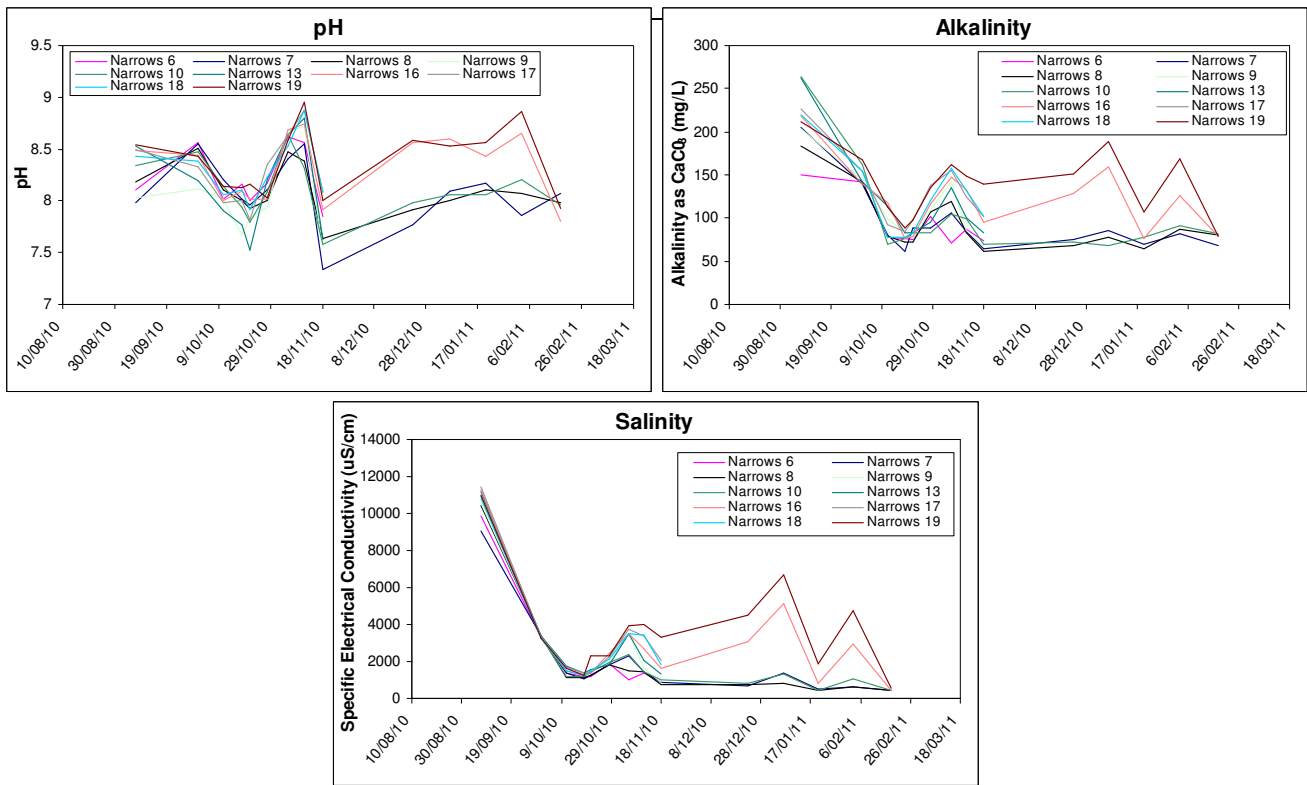 pH
Narrows 6 Narrows 7 Narrows 8 Narrows 9
Narrows 10 Narrows 13 Narrows 16 Narrows 17
Narrows 18 Narrows 19
9.5
9
8.5
8
7.5
7
pH
10/08/10 30/08/10 19/09/10 9/10/10 29/10/10 18/11/10 8/12/10 28/12/10 17/01/11 6/02/11 26/02/11 18/03/11
Alkalinity
Narrows 6 Narrows 7
Narrows 8 Narrows 9
Narrows 10 Narrows 13
Narrows 16 Narrows 17
Narrows 18 Narrows 19
300
250
200
150
100
50
0
Alkalinity as CaCO3 (mg/L)
10/08/10 30/08/10 19/09/10 9/10/10 29/10/10 18/11/10 8/12/10 28/12/10 17/01/11 6/02/11 26/02/11 18/03/11
Salinity
Narrows 6 Narrows 7
Narrows 8 Narrows 9
Narrows 10 Narrows 13
Narrows 16 Narrows 17
Narrows 18 Narrows 19
14000
12000
10000
8000
6000
4000
2000
0
Specific Electrical Conductivity (uS/cm)
10/08/10 30/08/10 19/09/10 9/10/10 29/10/10 18/11/10 8/12/10 28/12/10 17/01/11 6/02/11 26/02/11 18/03/11